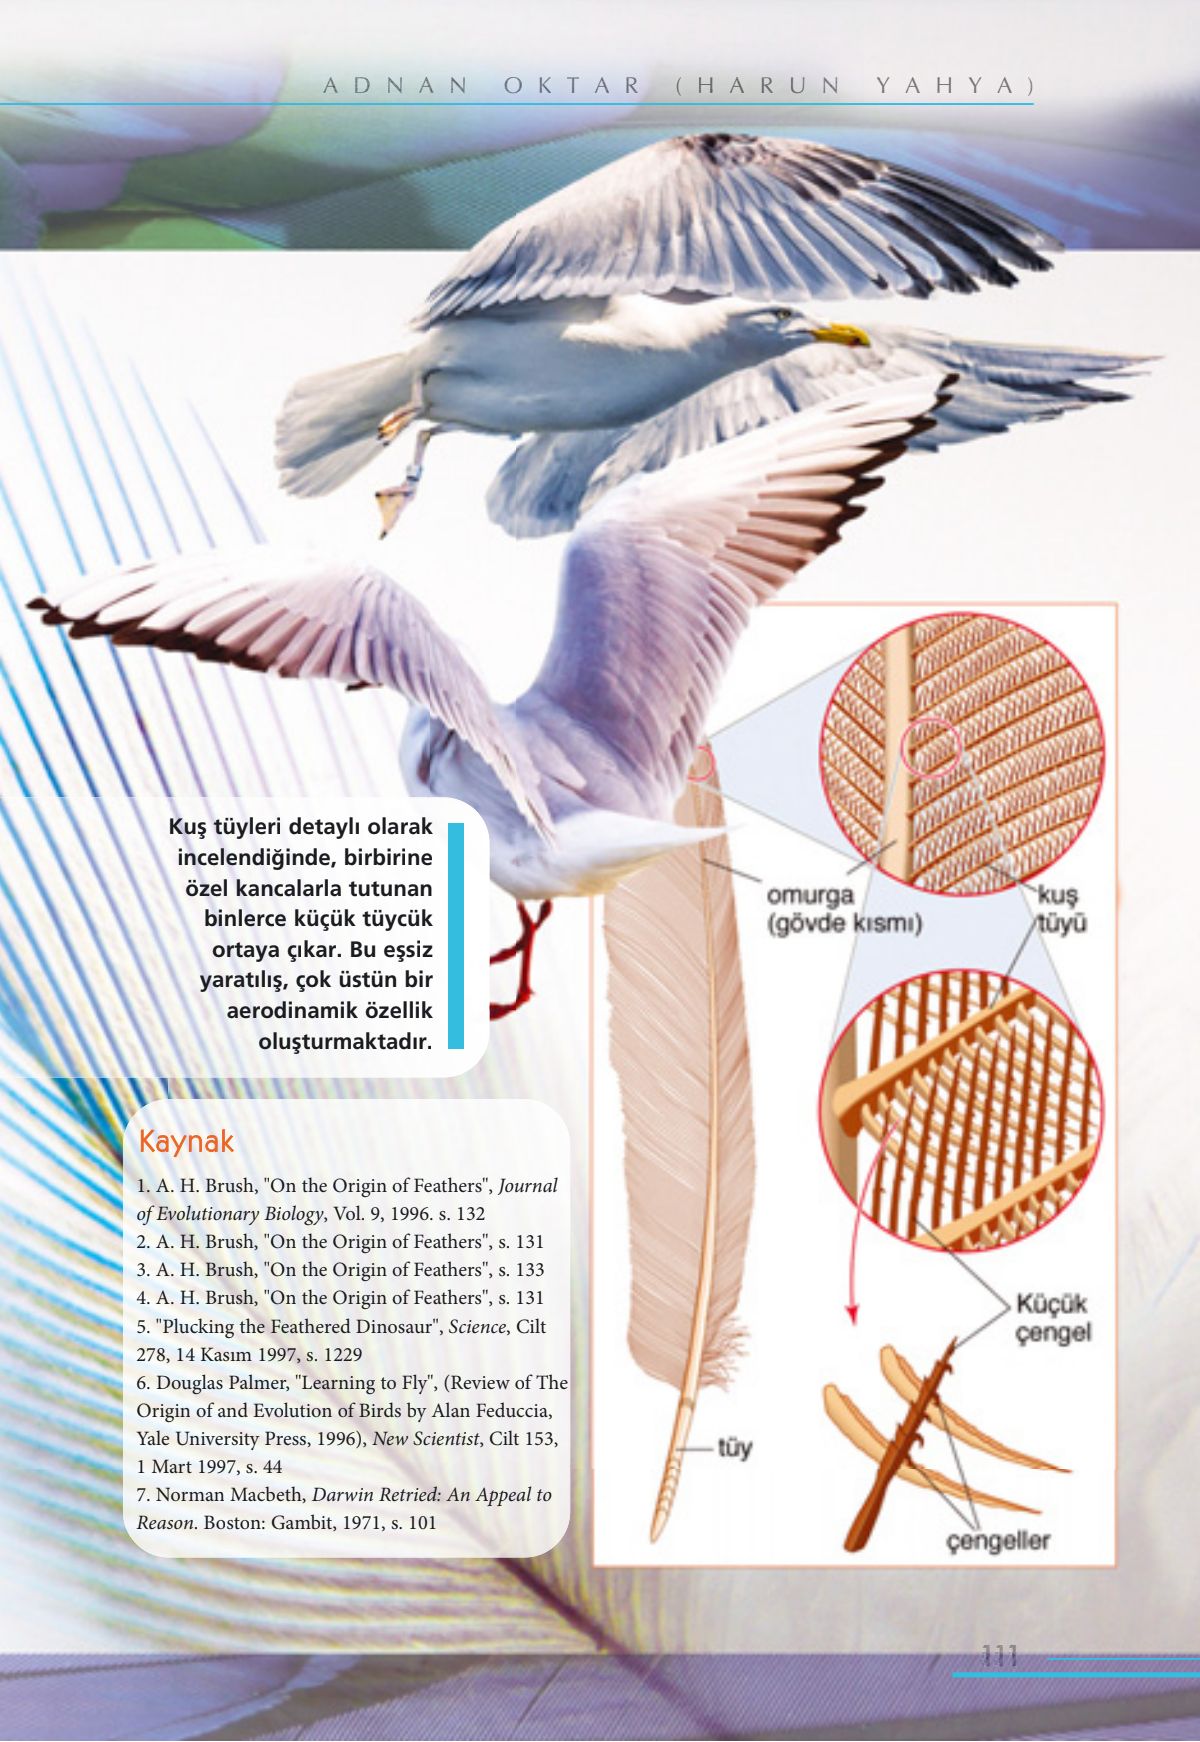 ADNAN OKTAR (HARUN YAHYA)
Kuş tüyleri detaylı olarak
incelendiğinde, birbirine
özel kancalarla tutunan
binlerce küçük tüycük
ortaya çıkar. Bu eşsiz
yaratılış, çok üstün bir
aerodinamik özellik
oluşturmaktadır.
omurga
(gövde kısmı)
kuş
tüyü
Küçük
çengel
tüy
çengeller
Kaynak
1. A. H. Brush, "On the Origin of Feathers", Journal
of Evolutionary Biology, Vol. 9, 1996. s. 132
2. A. H. Brush, "On the Origin of Feathers", s. 131
3. A. H. Brush, "On the Origin of Feathers", s. 133
4. A. H. Brush, "On the Origin of Feathers", s. 131
5. "Plucking the Feathered Dinosaur", Science, Cilt
278, 14 Kasım 1997, s. 1229
6. Douglas Palmer, "Learning to Fly", (Review of The
Origin of and Evolution of Birds by Alan Feduccia,
Yale University Press, 1996), New Scientist, Cilt 153,
1 Mart 1997, s. 44
7. Norman Macbeth, Darwin Retried: An Appeal to
Reason. Boston: Gambit, 1971, s. 101
111